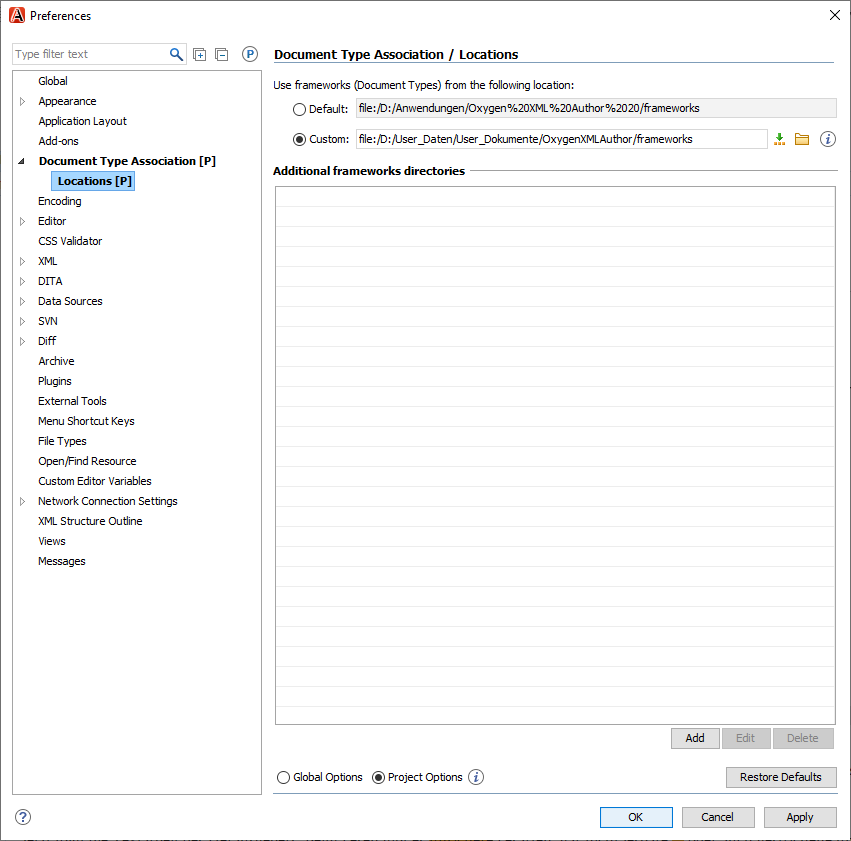 Preferences
Type filter text
P
Global
Appearance
Application Layout
Add-ons
Document Type Association [P]
Locations [P]
Encoding
Editor
CSS Validator
XML
DITA
Data Sources
SVN
Diff
Archive
Plugins
External Tools
Menu Shortcut Keys
File Types
Open/Find Resource
Custom Editor Variables
Network Connection Settings
XML Structure Outline
Views
Messages
Document Type Association / Locations
Use frameworks (Document Types) from the following location:
Default: file:/D:/Anwendungen/Oxygen%20XML%20Author%2020/frameworks
Custom: file:/D:/User_Daten/User_Dokumente/OxygenXMLAuthor/frameworks
Additional frameworks directories
Add Edit Delete
Global Options Project Options
Restore Defaults
OK Cancel Apply